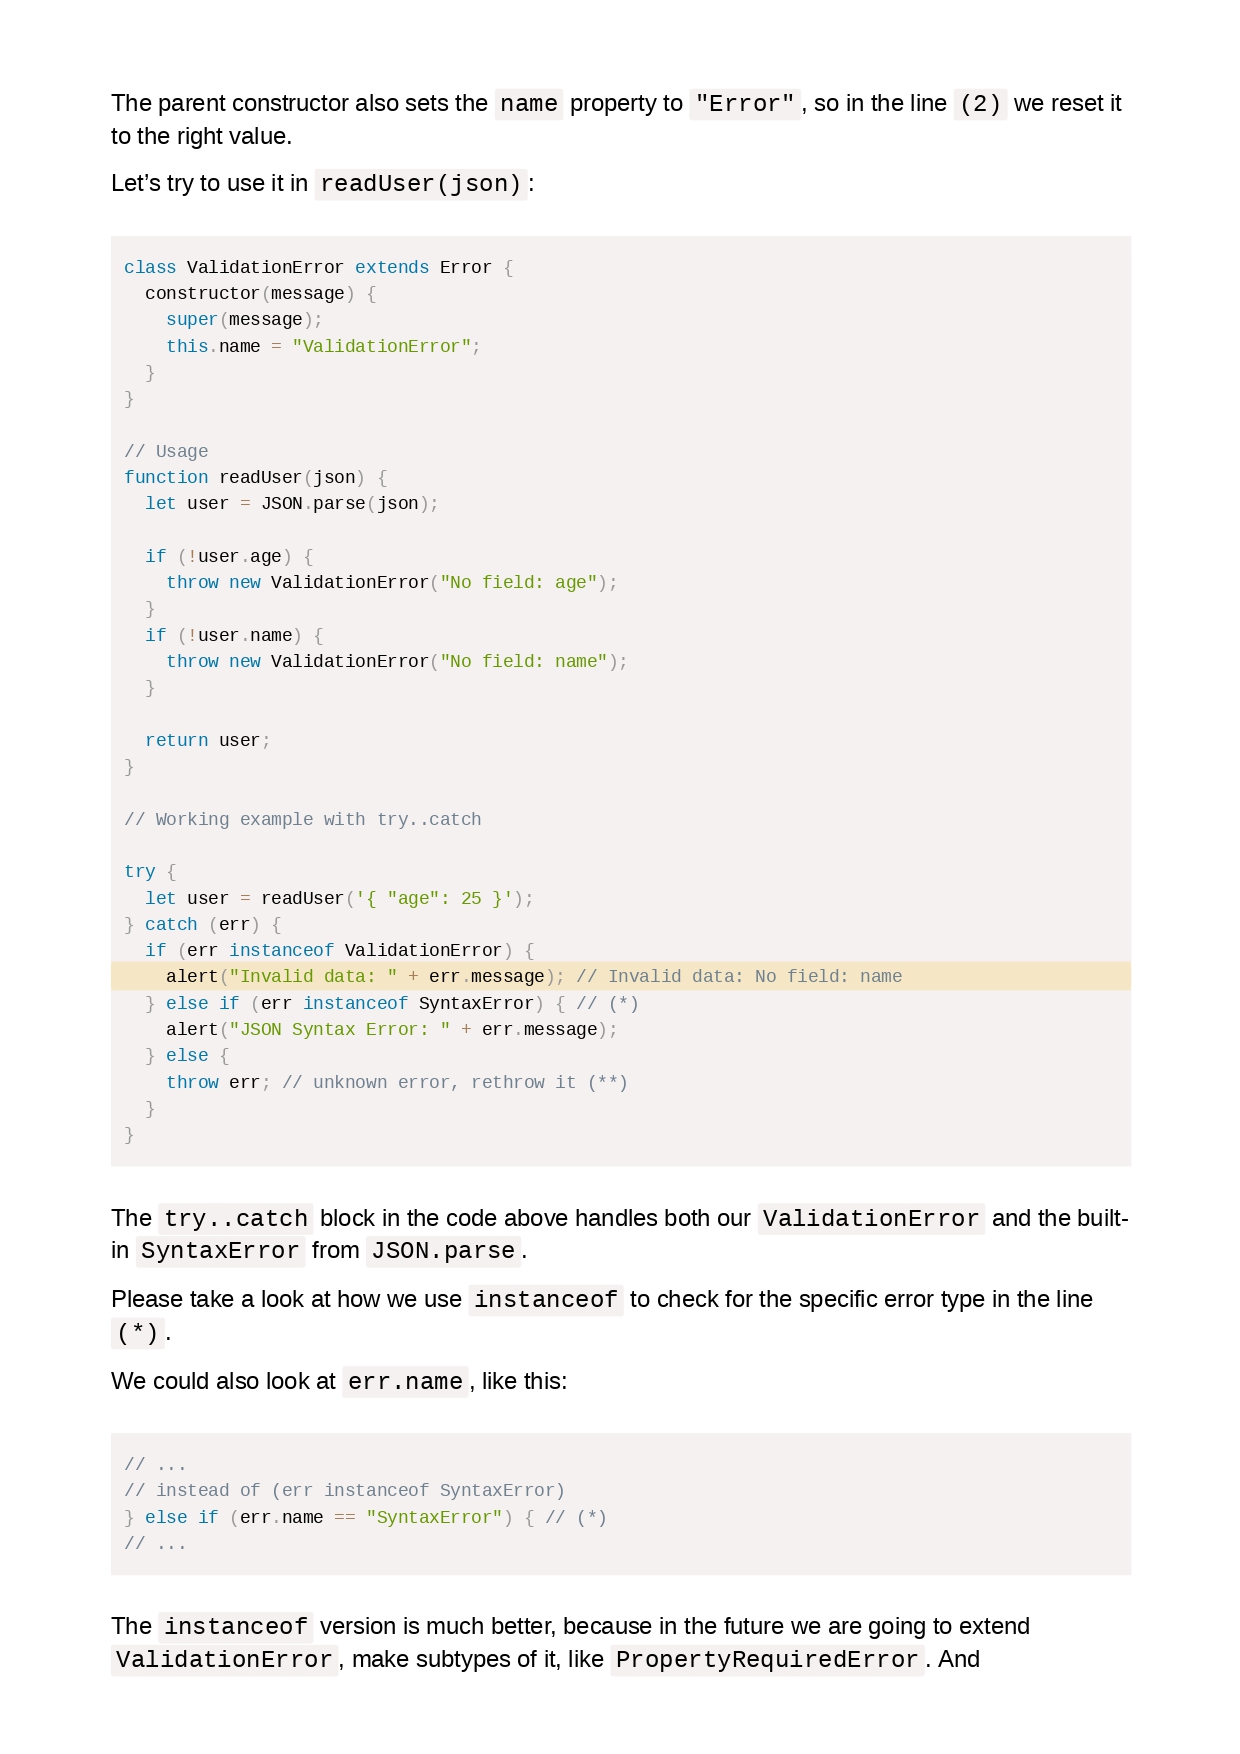 The parent constructor also sets the name property to "Error", so in the line (2) we reset it
to the right value.
Let’s try to use it in readUser(json):
class ValidationError extends Error {
  constructor(message) {
    super(message);
    this.name = "ValidationError";
  }
}
// Usage
function readUser(json) {
  let user = JSON.parse(json);
  if (!user.age) {
    throw new ValidationError("No field: age");
  }
  if (!user.name) {
    throw new ValidationError("No field: name");
  }
  return user;
}
// Working example with try..catch
try {
  let user = readUser('{ "age": 25 }');
} catch (err) {
  if (err instanceof ValidationError) {
    alert("Invalid data: " + err.message); // Invalid data: No field: name
  } else if (err instanceof SyntaxError) { // (*)
    alert("JSON Syntax Error: " + err.message);
  } else {
    throw err; // unknown error, rethrow it (**)
  }
}
The try..catch block in the code above handles both our ValidationError and the built-
in SyntaxError from JSON.parse.
Please take a look at how we use instanceof to check for the specific error type in the line
(*).
We could also look at err.name, like this:
// ...
// instead of (err instanceof SyntaxError)
} else if (err.name == "SyntaxError") { // (*)
// ...
The instanceof version is much better, because in the future we are going to extend
ValidationError, make subtypes of it, like PropertyRequiredError. And